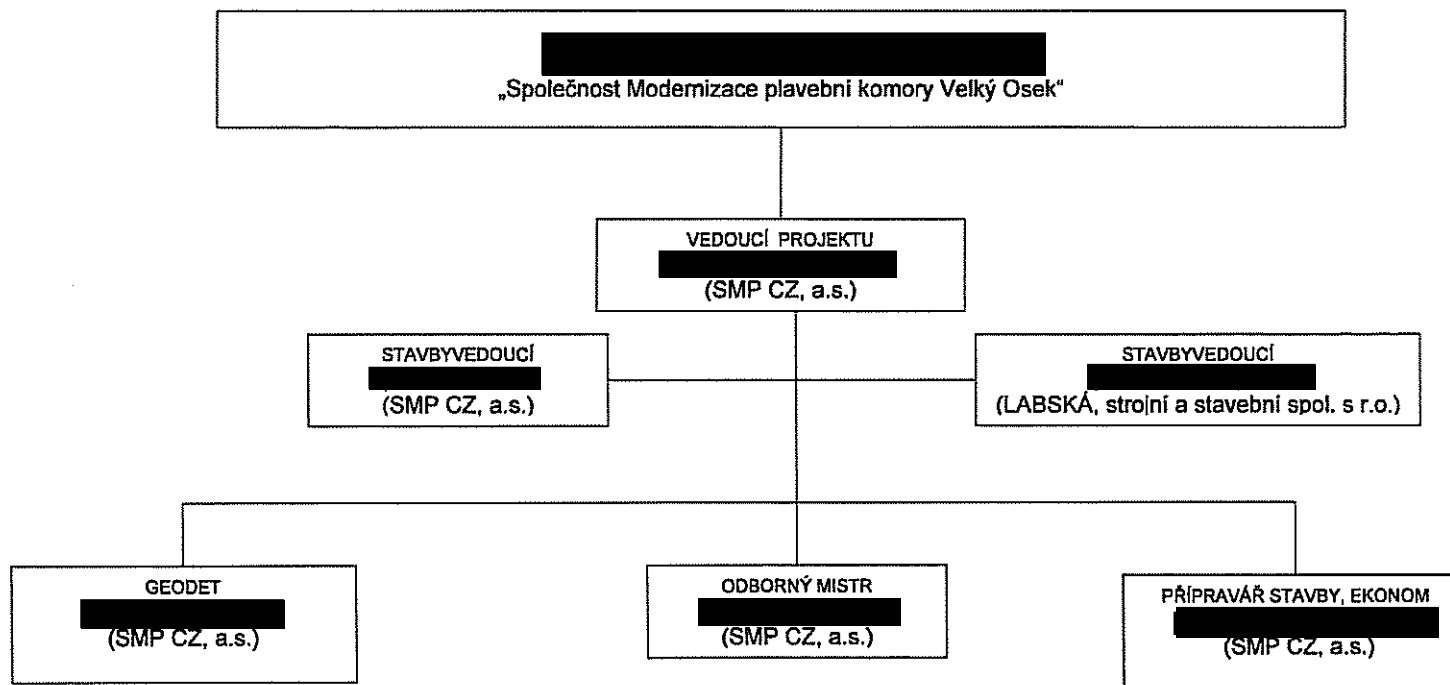 „Společnost Modernizace plavební komory Velký Osek“
VEDOUCÍ PROJEKTU
(SMP CZ, a.s.)
STAVBYVEDOUCÍ
(SMP CZ, a.s.)
STAVBYVEDOUCÍ
(LABSKÁ, strojní a stavební spol. s r.o.)
GEODET
(SMP CZ, a.s.)
ODBORNÝ MISTR
(SMP CZ, a.s.)
PŘÍPRAVÁŘ STAVBY, EKONOM
(SMP CZ, a.s.)